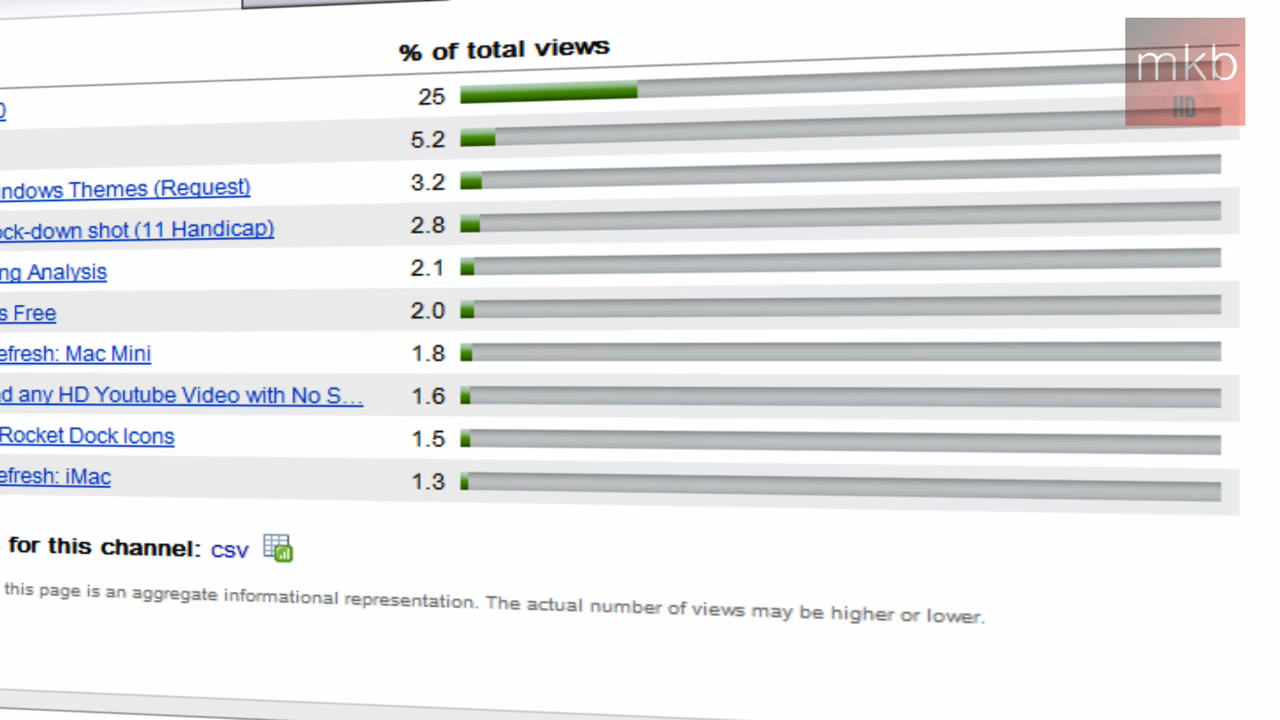 % of total views
0 25
5.2
indows Themes (Request) 3.2
ock-down shot (11 Handicap) 2.8
ng Analysis 2.1
s Free 2.0
efresh: Mac Mini 1.8
d any HD Youtube Video with No S... 1.6
Rocket Dock Icons 1.5
efresh: iMac 1.3
for this channel: csv
this page is an aggregate informational representation. The actual number of views may be higher or lower.
mkb
HD